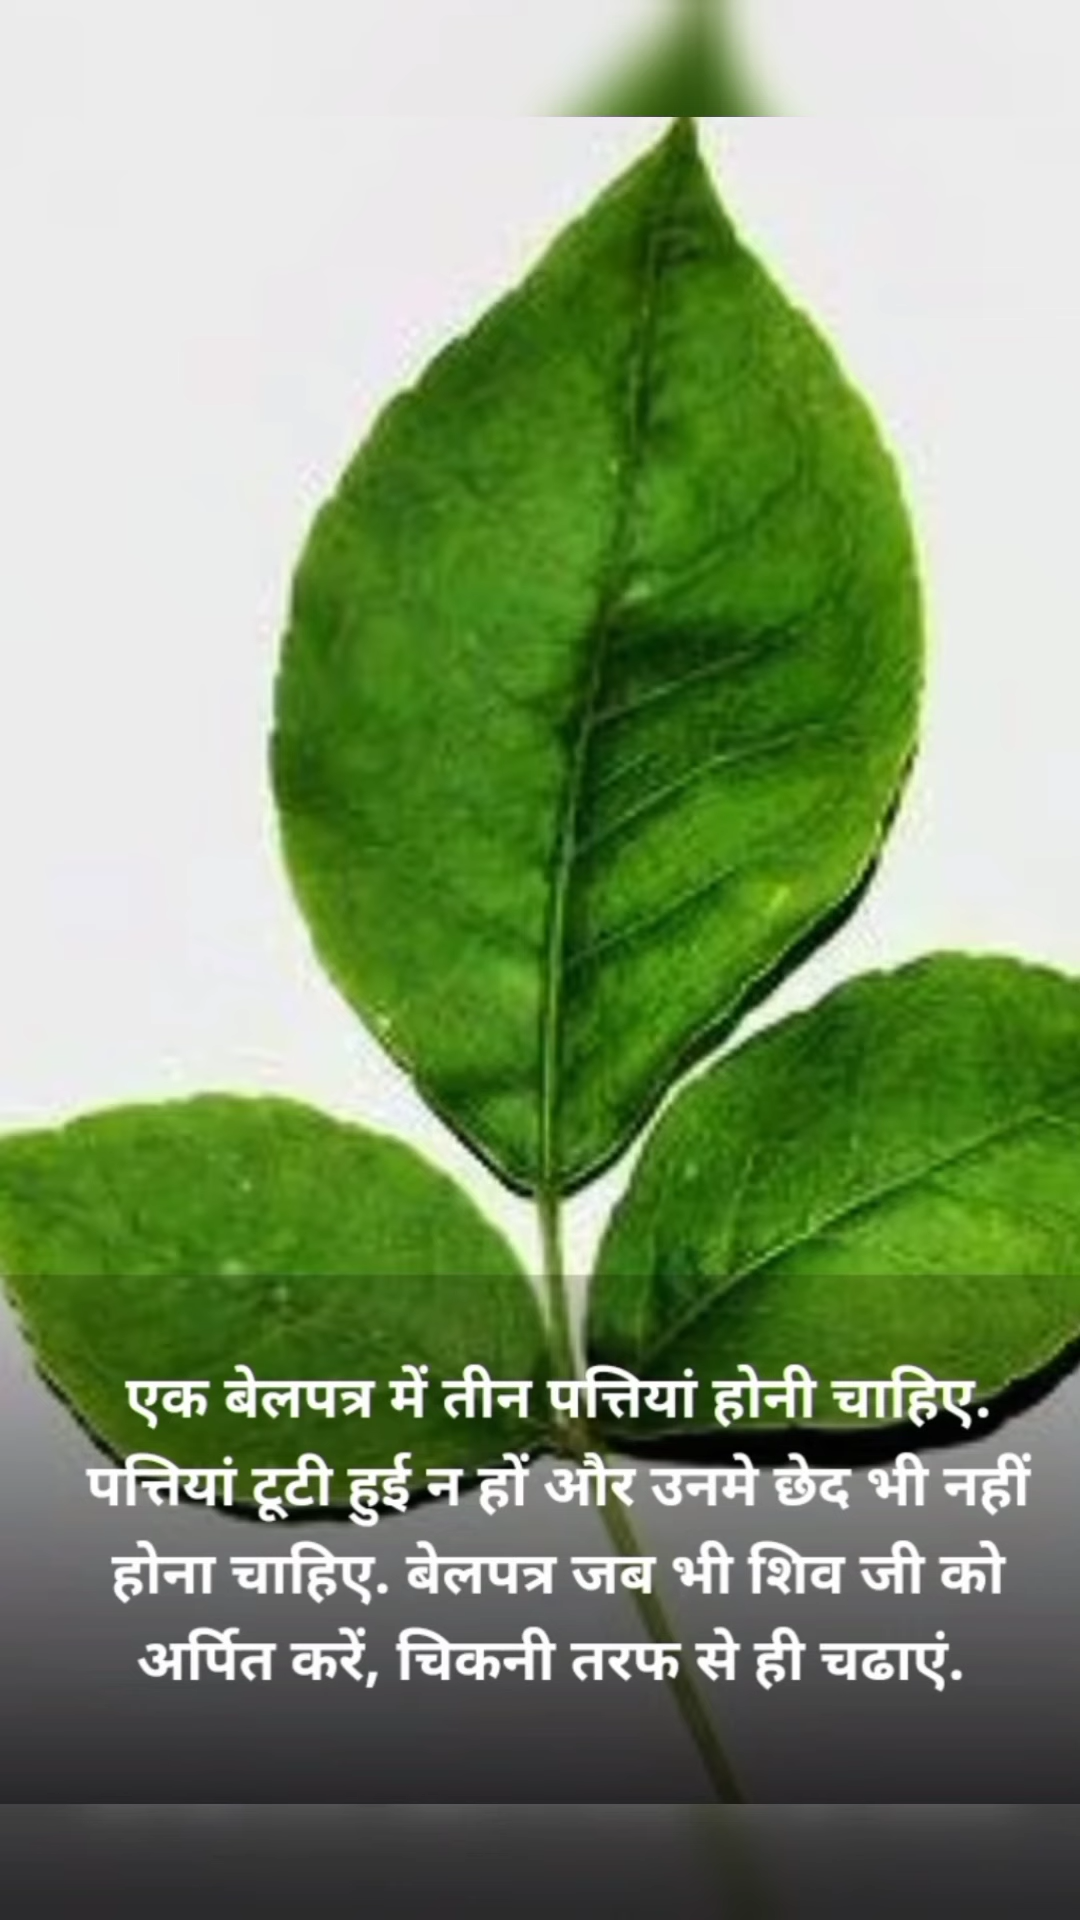 एक बेलपत्र में तीन पत्तियां होनी चाहिए.
पत्तियां टूटी हुई न हों और उनमे छेद भी नहीं
होना चाहिए. बेलपत्र जब भी शिव जी को
अर्पित करें, चिकनी तरफ से ही चढाएं.